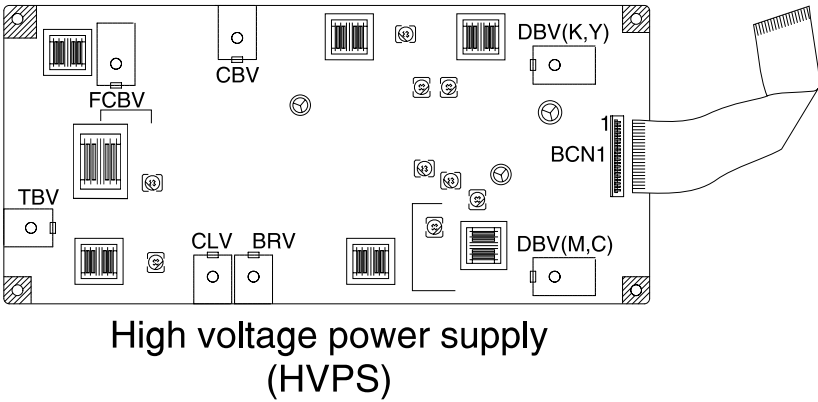 DBV(K,Y)
CBV
FCBV
1
BCN1
TBV
CLV
BRV
DBV(M,C)
High voltage power supply
(HVPS)